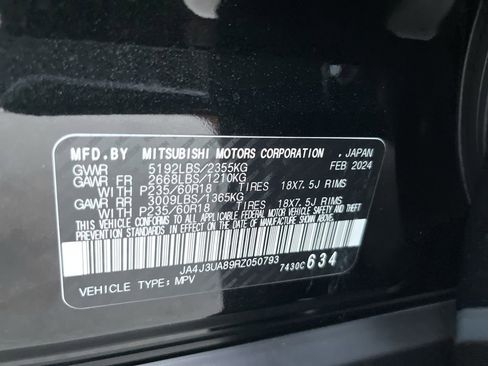 MFD.BY MITSUBISHI MOTORS CORPORATION , JAPAN
GVWR 5192LBS/2355KG FEB 2024
GAWR FR 2668LBS/1210KG
WITH P235/60R18 TIRES 18X7.5J RIMS
GAWR RR 3009LBS/1365KG
WITH P235/60R18 TIRES 18X7.5J RIMS
THIS VEHICLE CONFORMS TO ALL APPLICABLE FEDERAL MOTOR VEHICLE SAFETY, BUMPER, AND THEFT
PREVENTION STANDARDS IN EFFECT ON THE DATE OF MANUFACTURE SHOWN ABOVE.
JA4J3UA89RZ050793 7430C 634
VEHICLE TYPE: MPV